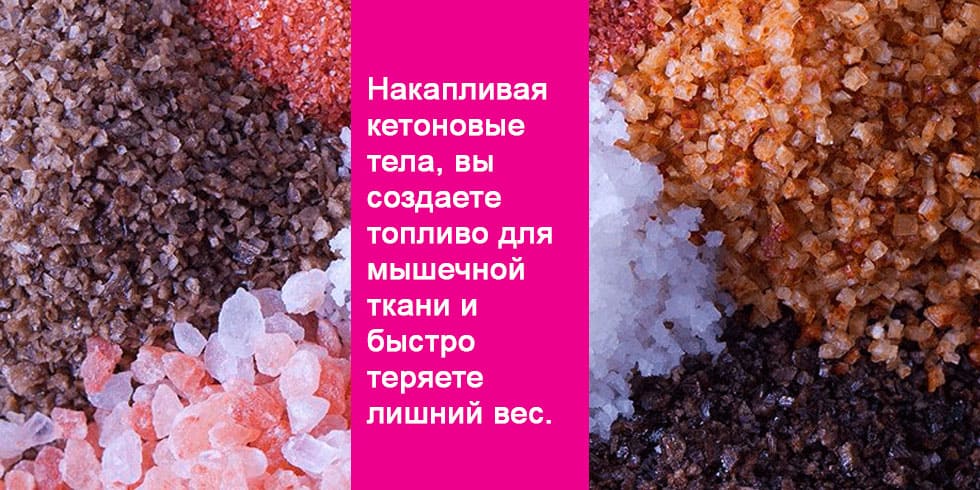 Накапливая
кетоновые
тела, вы
создаете
топливо для
мышечной
ткани и
быстро
теряете
лишний вес.